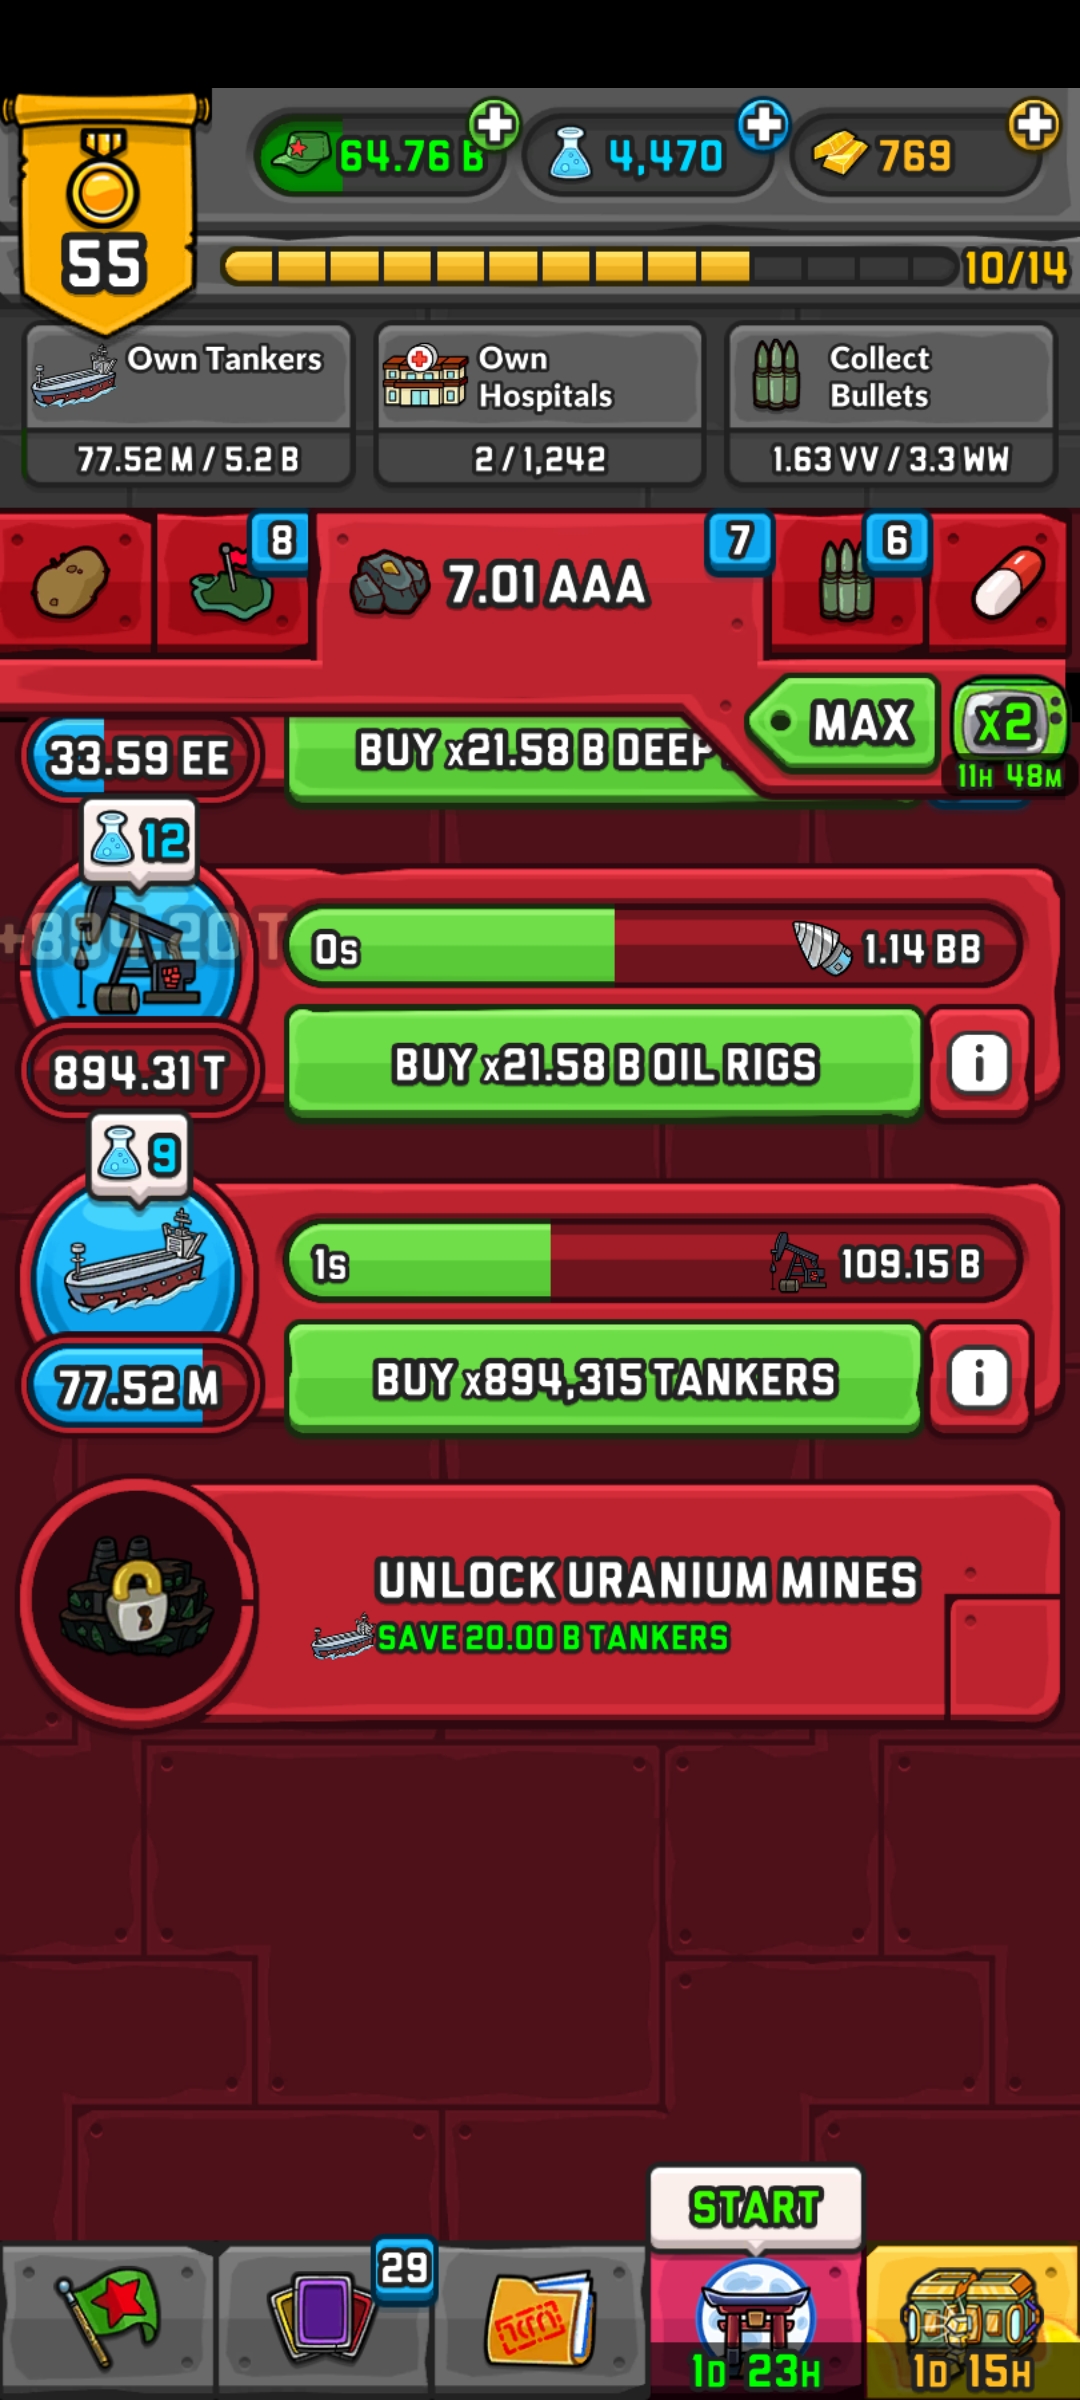 64.76 B
4,470
769
55
10/14
Own Tankers
77.52 M / 5.2 B
Own
Hospitals
2 / 1,242
Collect
Bullets
1.63 VV / 3.3 WW
8
7.01 AAA
7
6
MAX
x2
11H 48M
33.59 EE
BUY x21.58 B DEEP
12
+894.20 T
0s
1.14 BB
894.31 T
BUY x21.58 B OIL RIGS
i
9
1s
109.15 B
77.52 M
BUY x894,315 TANKERS
i
UNLOCK URANIUM MINES
SAVE 20.00 B TANKERS
START
29
1D 23H
1D 15H